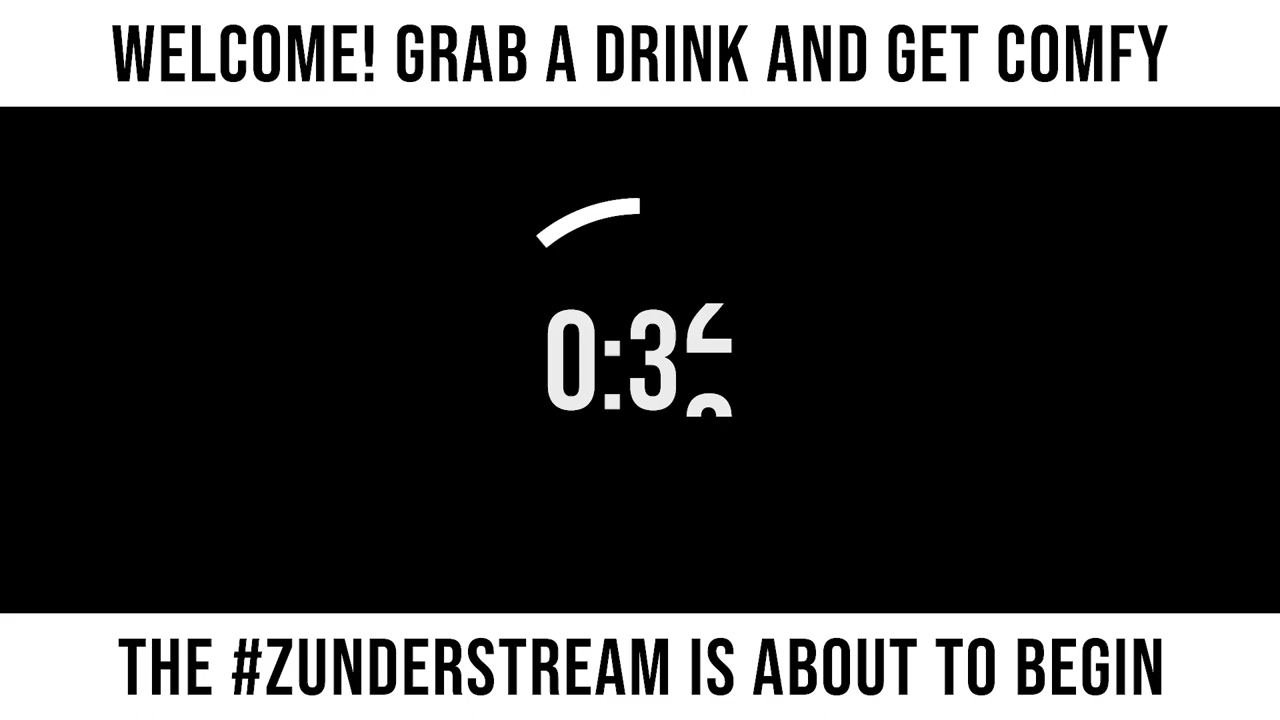 WELCOME! GRAB A DRINK AND GET COMFY
0:3
THE #ZUNDERSTREAM IS ABOUT TO BEGIN